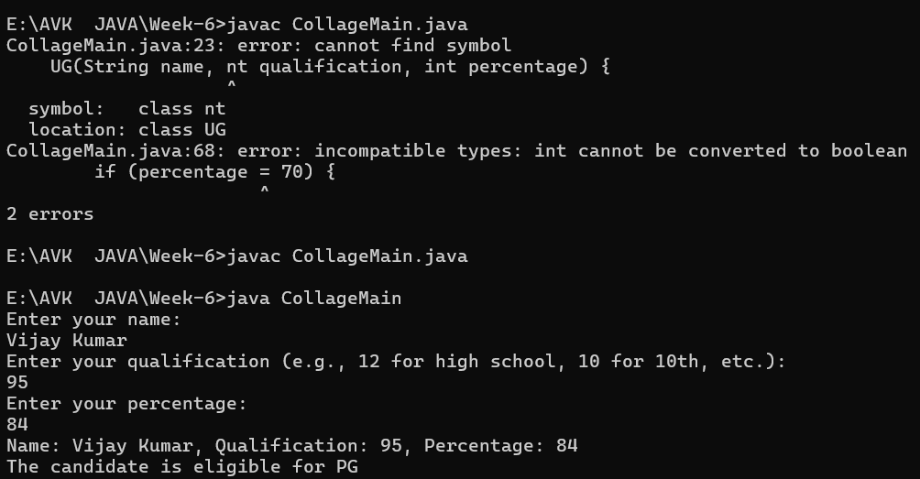 E:\AVK  JAVA\Week-6>javac CollageMain.java
CollageMain.java:23: error: cannot find symbol
    UG(String name, nt qualification, int percentage) {
                    ^
  symbol:   class nt
  location: class UG
CollageMain.java:68: error: incompatible types: int cannot be converted to boolean
        if (percentage = 70) {
                       ^
2 errors
E:\AVK  JAVA\Week-6>javac CollageMain.java
E:\AVK  JAVA\Week-6>java CollageMain
Enter your name:
Vijay Kumar
Enter your qualification (e.g., 12 for high school, 10 for 10th, etc.):
95
Enter your percentage:
84
Name: Vijay Kumar, Qualification: 95, Percentage: 84
The candidate is eligible for PG